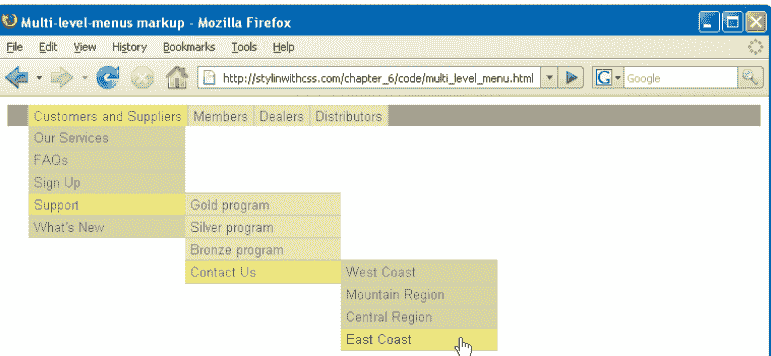 Multi-level-menus markup - Mozilla Firefox
File Edit View History Bookmarks Tools Help
http://stylinwithcss.com/chapter_6/code/multi_level_menu.html G Google
Customers and Suppliers Members Dealers Distributors
Our Services
FAQs
Sign Up
Support Gold program
What's New Silver program
Bronze program
Contact Us West Coast
Mountain Region
Central Region
East Coast